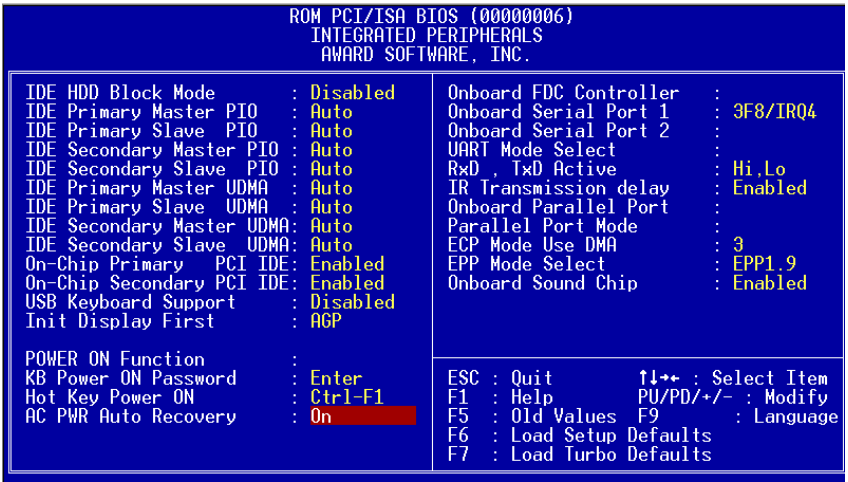 ROM PCI/ISA BIOS (00000006)
INTEGRATED PERIPHERALS
AWARD SOFTWARE, INC.
IDE HDD Block Mode : Disabled
IDE Primary Master PIO : Auto
IDE Primary Slave PIO : Auto
IDE Secondary Master PIO : Auto
IDE Secondary Slave PIO : Auto
IDE Primary Master UDMA : Auto
IDE Primary Slave UDMA : Auto
IDE Secondary Master UDMA: Auto
IDE Secondary Slave UDMA: Auto
On-Chip Primary PCI IDE: Enabled
On-Chip Secondary PCI IDE: Enabled
USB Keyboard Support : Disabled
Init Display First : AGP
POWER ON Function :
KB Power ON Password : Enter
Hot Key Power ON : Ctrl-F1
AC PWR Auto Recovery : On
Onboard FDC Controller :
Onboard Serial Port 1 : 3F8/IRQ4
Onboard Serial Port 2 :
UART Mode Select :
RxD , TxD Active : Hi,Lo
IR Transmission delay : Enabled
Onboard Parallel Port :
Parallel Port Mode :
ECP Mode Use DMA : 3
EPP Mode Select : EPP1.9
Onboard Sound Chip : Enabled
ESC : Quit ↑↓→← : Select Item
F1 : Help PU/PD/+/- : Modify
F5 : Old Values F9 : Language
F6 : Load Setup Defaults
F7 : Load Turbo Defaults